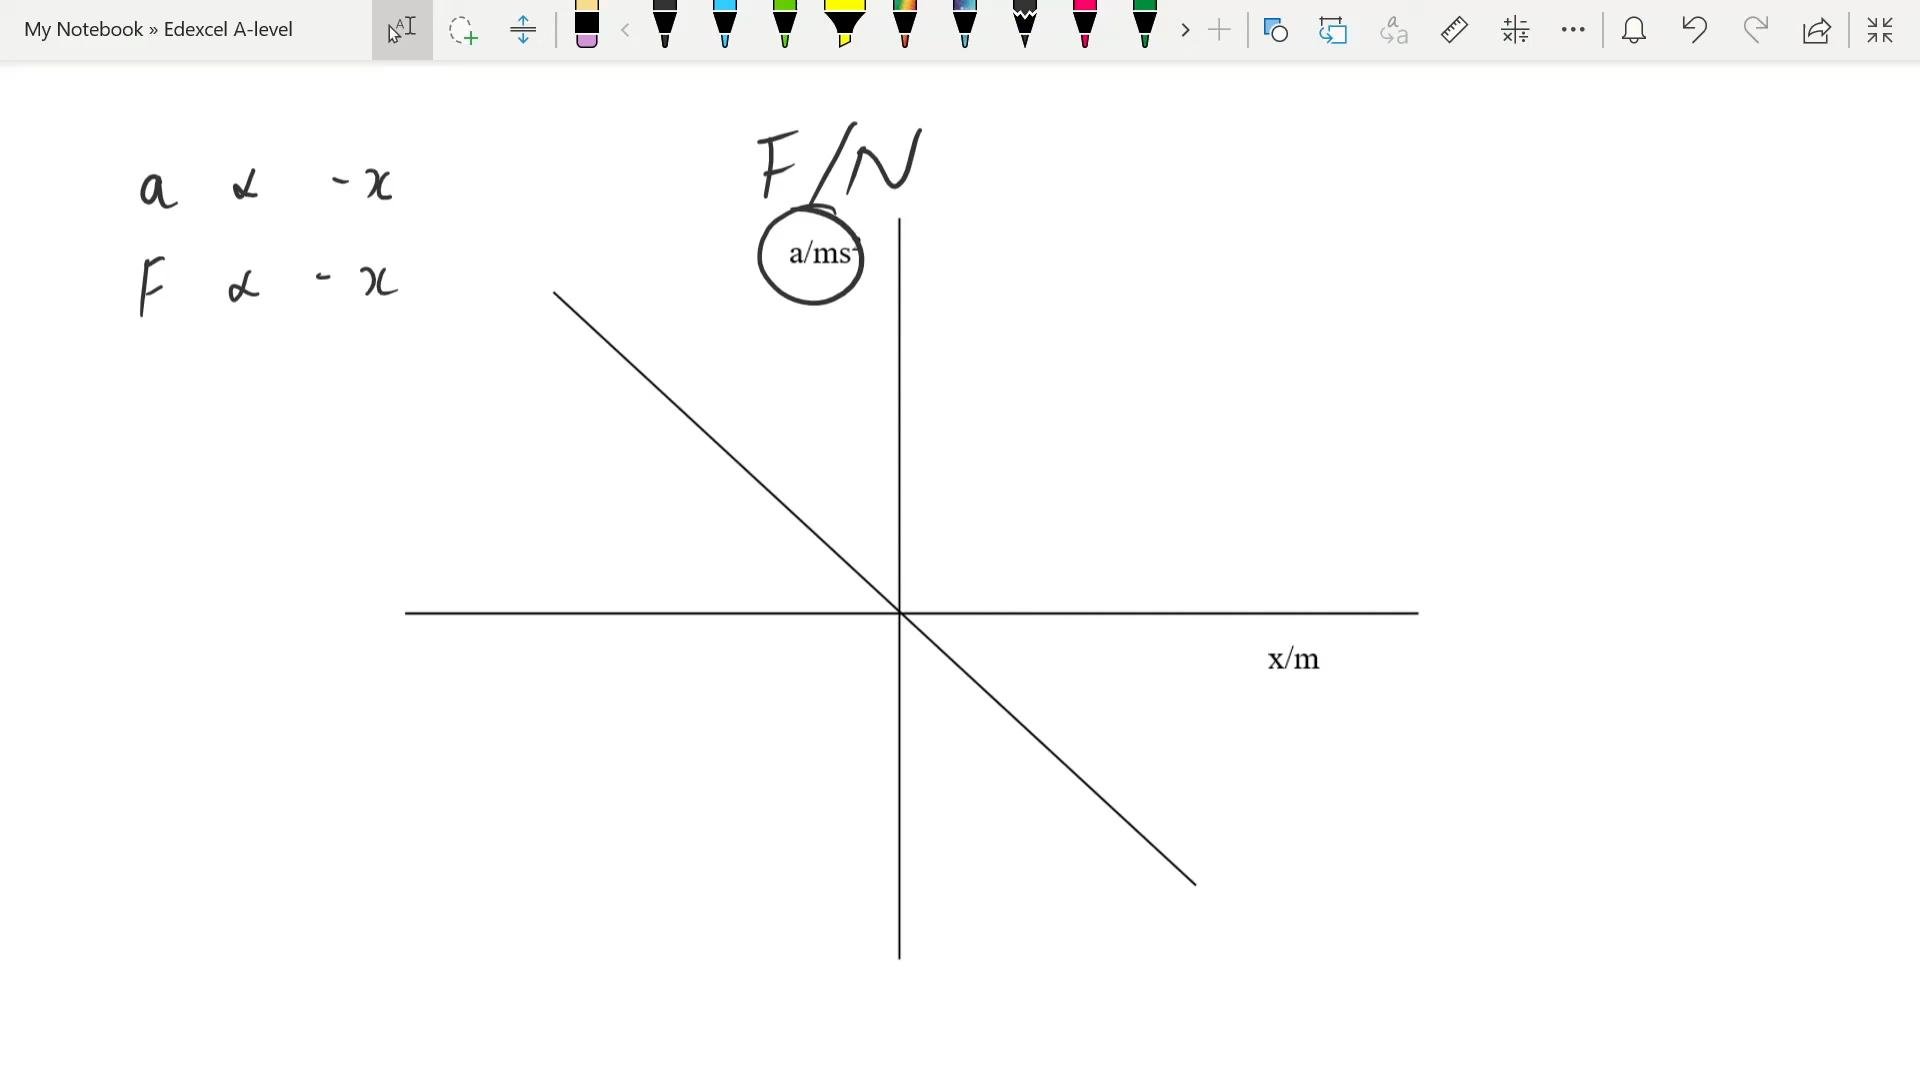 My Notebook » Edexcel A-level
F/N
a ∝ -x
a/ms⁻
F ∝ -x
x/m